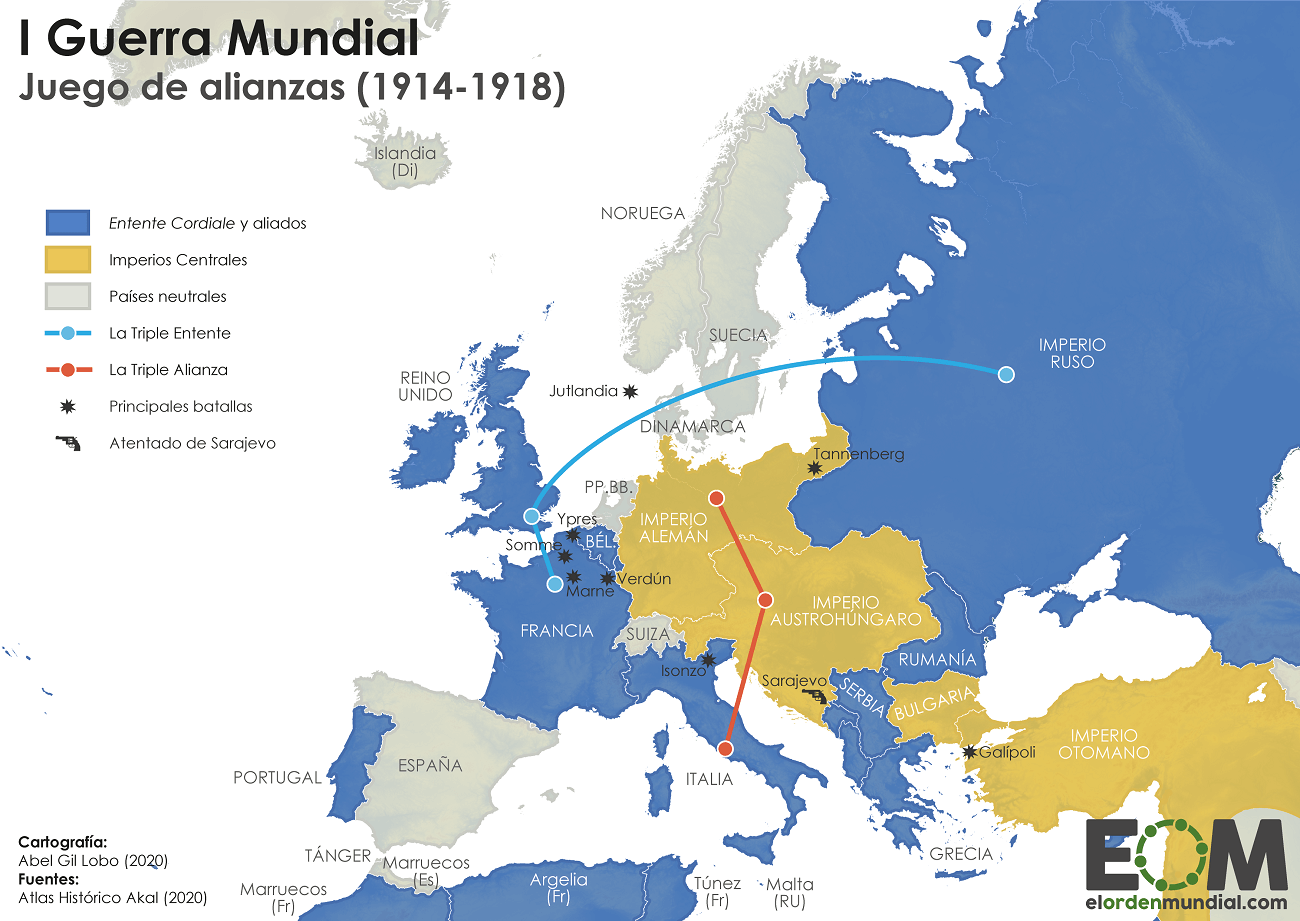 I Guerra Mundial
Juego de alianzas (1914-1918)
Islandia
(Di)
Entente Cordiale y aliados
Imperios Centrales
Países neutrales
La Triple Entente
La Triple Alianza
Principales batallas
Atentado de Sarajevo
NORUEGA
SUECIA
IMPERIO
RUSO
REINO
UNIDO
Jutlandia
DINAMARCA
Tannenberg
PP.BB.
Ypres
IMPERIO
ALEMÁN
Somme
BÉL.
Verdún
Marne
IMPERIO
AUSTROHÚNGARO
FRANCIA
SUIZA
RUMANÍA
Isonzo
Sarajevo
SERBIA
BULGARIA
IMPERIO
OTOMANO
Galípoli
ESPAÑA
PORTUGAL
ITALIA
GRECIA
TÁNGER
Marruecos
(Es)
Marruecos
(Fr)
Argelia
(Fr)
Túnez
(Fr)
Malta
(RU)
Cartografía:
Abel Gil Lobo (2020)
Fuentes:
Atlas Histórico Akal (2020)
EOM
elordenmundial.com